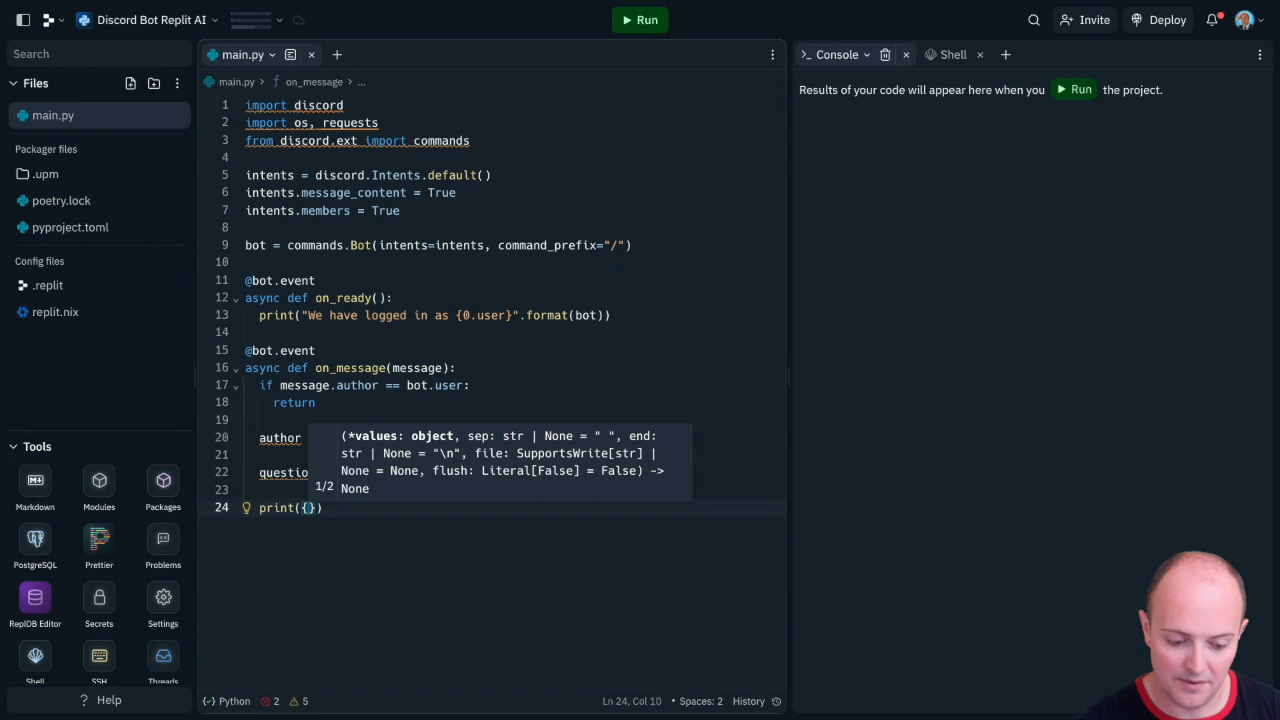 Discord Bot Replit AI
Run
Invite
Deploy
Search
Files
main.py
Packager files
.upm
poetry.lock
pyproject.toml
Config files
.replit
replit.nix
Tools
Markdown
Modules
Packages
PostgreSQL
Prettier
Problems
ReplDB Editor
Secrets
Settings
Shell
SSH
Threads
? Help
main.py
main.py > ƒ on_message > ...
1 import discord
2 import os, requests
3 from discord.ext import commands
4
5 intents = discord.Intents.default()
6 intents.message_content = True
7 intents.members = True
8
9 bot = commands.Bot(intents=intents, command_prefix="/")
10
11 @bot.event
12 async def on_ready():
13 print("We have logged in as {0.user}".format(bot))
14
15 @bot.event
16 async def on_message(message):
17 if message.author == bot.user:
18 return
19
20 author
21
22 questio
23
24 print({})
(*values: object, sep: str | None = " ", end:
str | None = "\n", file: SupportsWrite[str] |
None = None, flush: Literal[False] = False) ->
1/2 None
Python
2
5
Ln 24, Col 10
• Spaces: 2
History
>_ Console
Shell
Results of your code will appear here when you Run the project.